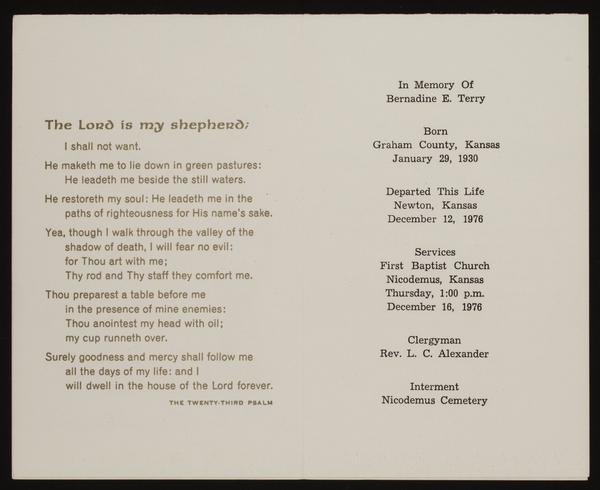 The Lord is my shepherd;
I shall not want.
He maketh me to lie down in green pastures:
He leadeth me beside the still waters.
He restoreth my soul: He leadeth me in the
paths of righteousness for His name's sake.
Yea, though I walk through the valley of the
shadow of death, I will fear no evil:
for Thou art with me;
Thy rod and Thy staff they comfort me.
Thou preparest a table before me
in the presence of mine enemies:
Thou anointest my head with oil;
my cup runneth over.
Surely goodness and mercy shall follow me
all the days of my life: and I
will dwell in the house of the Lord forever.
THE TWENTY-THIRD PSALM
In Memory Of
Bernadine E. Terry
Born
Graham County, Kansas
January 29, 1930
Departed This Life
Newton, Kansas
December 12, 1976
Services
First Baptist Church
Nicodemus, Kansas
Thursday, 1:00 p.m.
December 16, 1976
Clergyman
Rev. L. C. Alexander
Interment
Nicodemus Cemetery